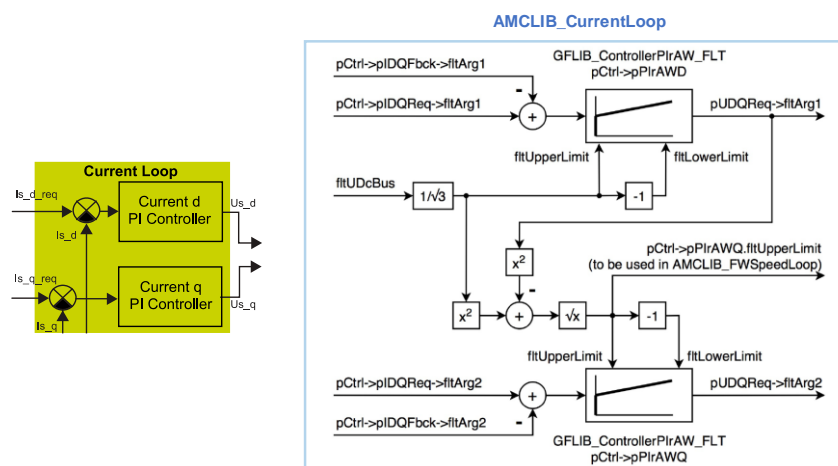 AMCLIB_CurrentLoop
GFLIB_ControllerPIrAW_FLT
pCtrl->pPIrAWD
pCtrl->pIDQFbck->fltArg1
-
pCtrl->pIDQReq->fltArg1
+
pUDQReq->fltArg1
fltUpperLimit
fltLowerLimit
fltUDcBus
1/√3
-1
Current Loop
Is_d_req
Current d
PI Controller
Us_d
Is_d
Is_q_req
Current q
PI Controller
Us_q
Is_q
x²
pCtrl->pPIrAWQ.fltUpperLimit
(to be used in AMCLIB_FWSpeedLoop)
-
x²
+
√x
-1
fltUpperLimit
fltLowerLimit
pCtrl->pIDQReq->fltArg2
+
pUDQReq->fltArg2
-
pCtrl->pIDQFbck->fltArg2
GFLIB_ControllerPIrAW_FLT
pCtrl->pPIrAWQ